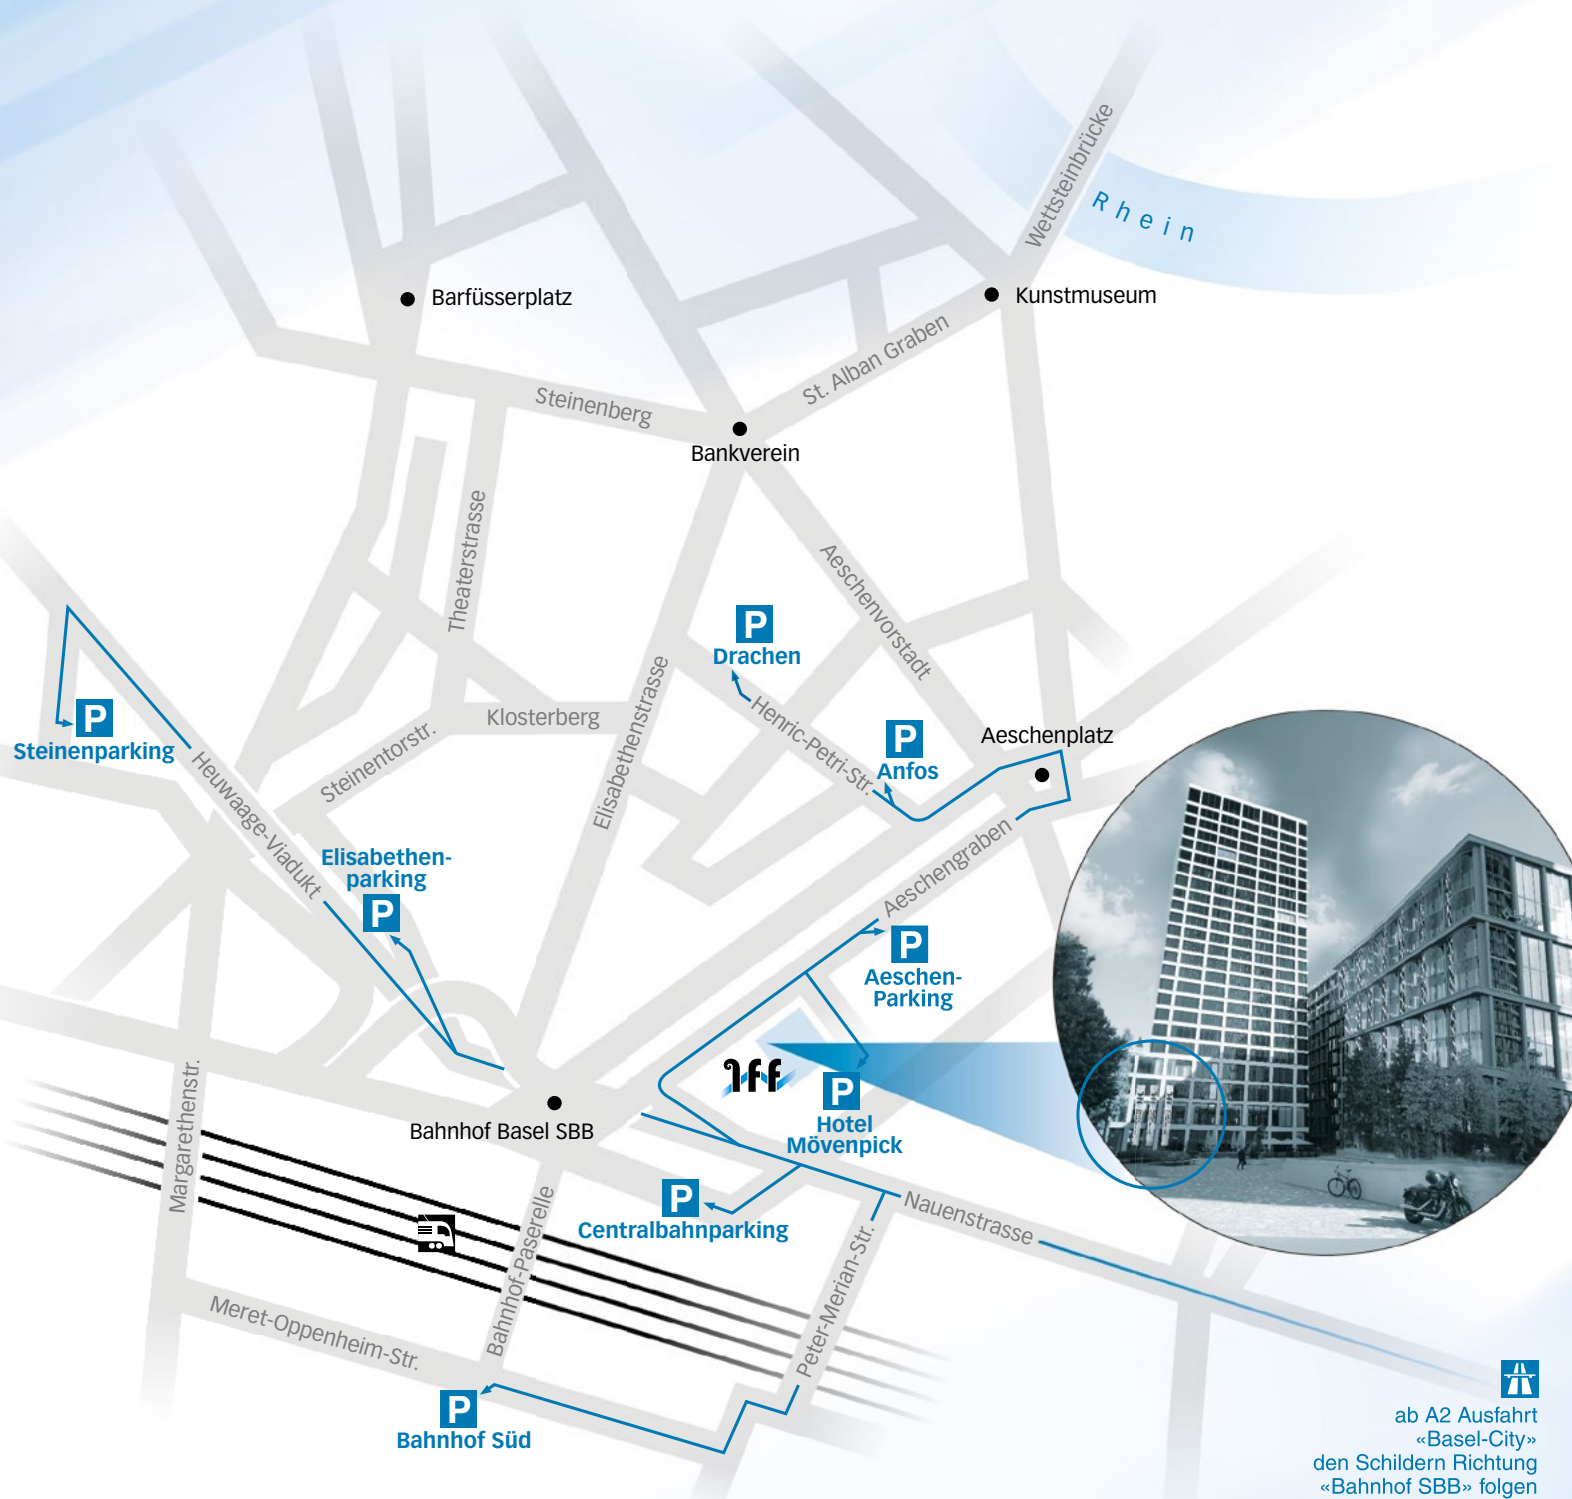 Wettsteinbrücke
Rhein
Barfüsserplatz
Kunstmuseum
St. Alban Graben
Steinenberg
Bankverein
Theaterstrasse
Aeschenvorstadt
P
Drachen
Elisabethenstrasse
Henric-Petri-Str.
P
Steinenparking
Klosterberg
Steinentorstr.
P
Anfos
Aeschenplatz
Heuwaage-Viadukt
Elisabethen-
parking
P
Aeschengraben
P
Aeschen-
Parking
Iff
P
Hotel
Mövenpick
Margarethenstr.
Bahnhof Basel SBB
P
Centralbahnparking
Nauenstrasse
Bahnhof-Paserelle
Peter-Merian-Str.
Meret-Oppenheim-Str.
P
Bahnhof Süd
ab A2 Ausfahrt
«Basel-City»
den Schildern Richtung
«Bahnhof SBB» folgen